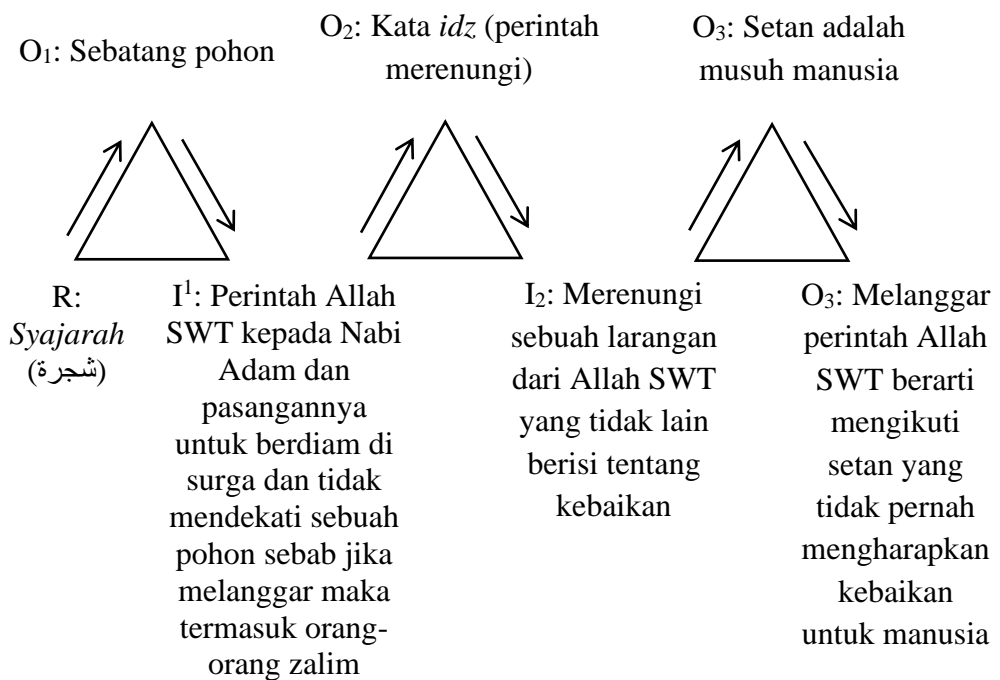 O₁: Sebatang pohon
O₂: Kata idz (perintah
merenungi)
O₃: Setan adalah
musuh manusia
R:
Syajarah
(شجرة)
I¹: Perintah Allah
SWT kepada Nabi
Adam dan
pasangannya
untuk berdiam di
surga dan tidak
mendekati sebuah
pohon sebab jika
melanggar maka
termasuk orang-
orang zalim
I₂: Merenungi
sebuah larangan
dari Allah SWT
yang tidak lain
berisi tentang
kebaikan
O₃: Melanggar
perintah Allah
SWT berarti
mengikuti
setan yang
tidak pernah
mengharapkan
kebaikan
untuk manusia